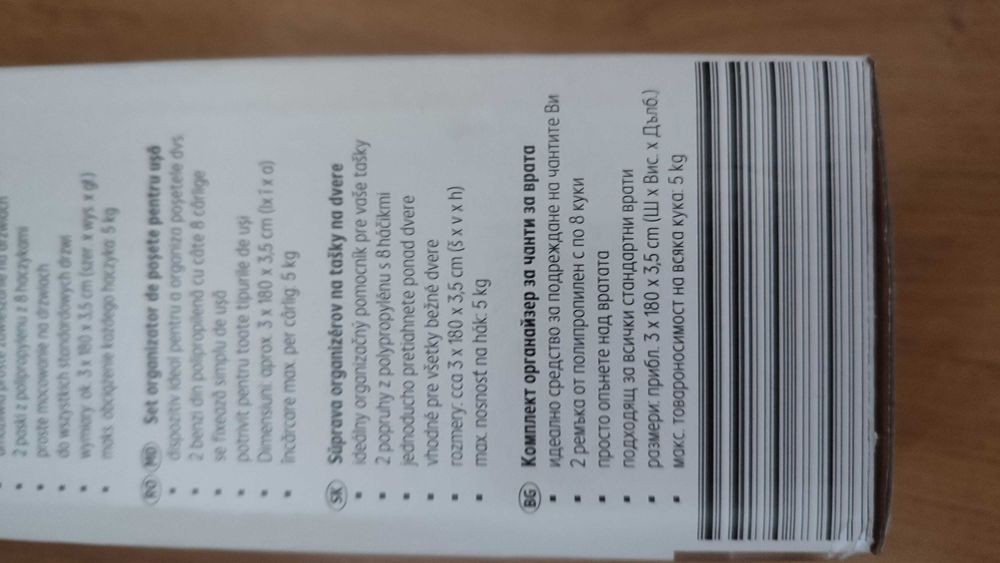 2 paski z polipropylenu z 8 haczykami
proste mocowanie na drzwiach
do wszystkich standardowych drzwi
wymiary ok. 3 x 180 x 3,5 cm (szer. x wys. x gł.)
maks. obciążenie każdego haczyka: 5 kg
RO MD Set organizator de poșete pentru ușă
dispozitiv ideal pentru a organiza poșetele dvs.
2 benzi din polipropilenă cu câte 8 cârlige
se fixează simplu de ușă
potrivit pentru toate tipurile de uși
Dimensiuni: aprox. 3 x 180 x 3,5 cm (l x î x a)
Încărcare max. per cârlig: 5 kg
SK Súprava organizérov na tašky na dvere
ideálny organizačný pomocník pre vaše tašky
2 popruhy z polypropylénu s 8 háčikmi
jednoducho pretiahnete ponad dvere
vhodné pre všetky bežné dvere
rozmery: cca 3 x 180 x 3,5 cm (š x v x h)
max. nosnosť na hák: 5 kg
BG Комплект органайзер за чанти за врата
идеално средство за подреждане на чантите Ви
2 ремъка от полипропилен с по 8 куки
просто опънете над вратата
подходящ за всички стандартни врати
размери: прибл. 3 x 180 x 3,5 cm (Ш x Вис. x Дълб.)
макс. товароносимост на всяка кука: 5 kg